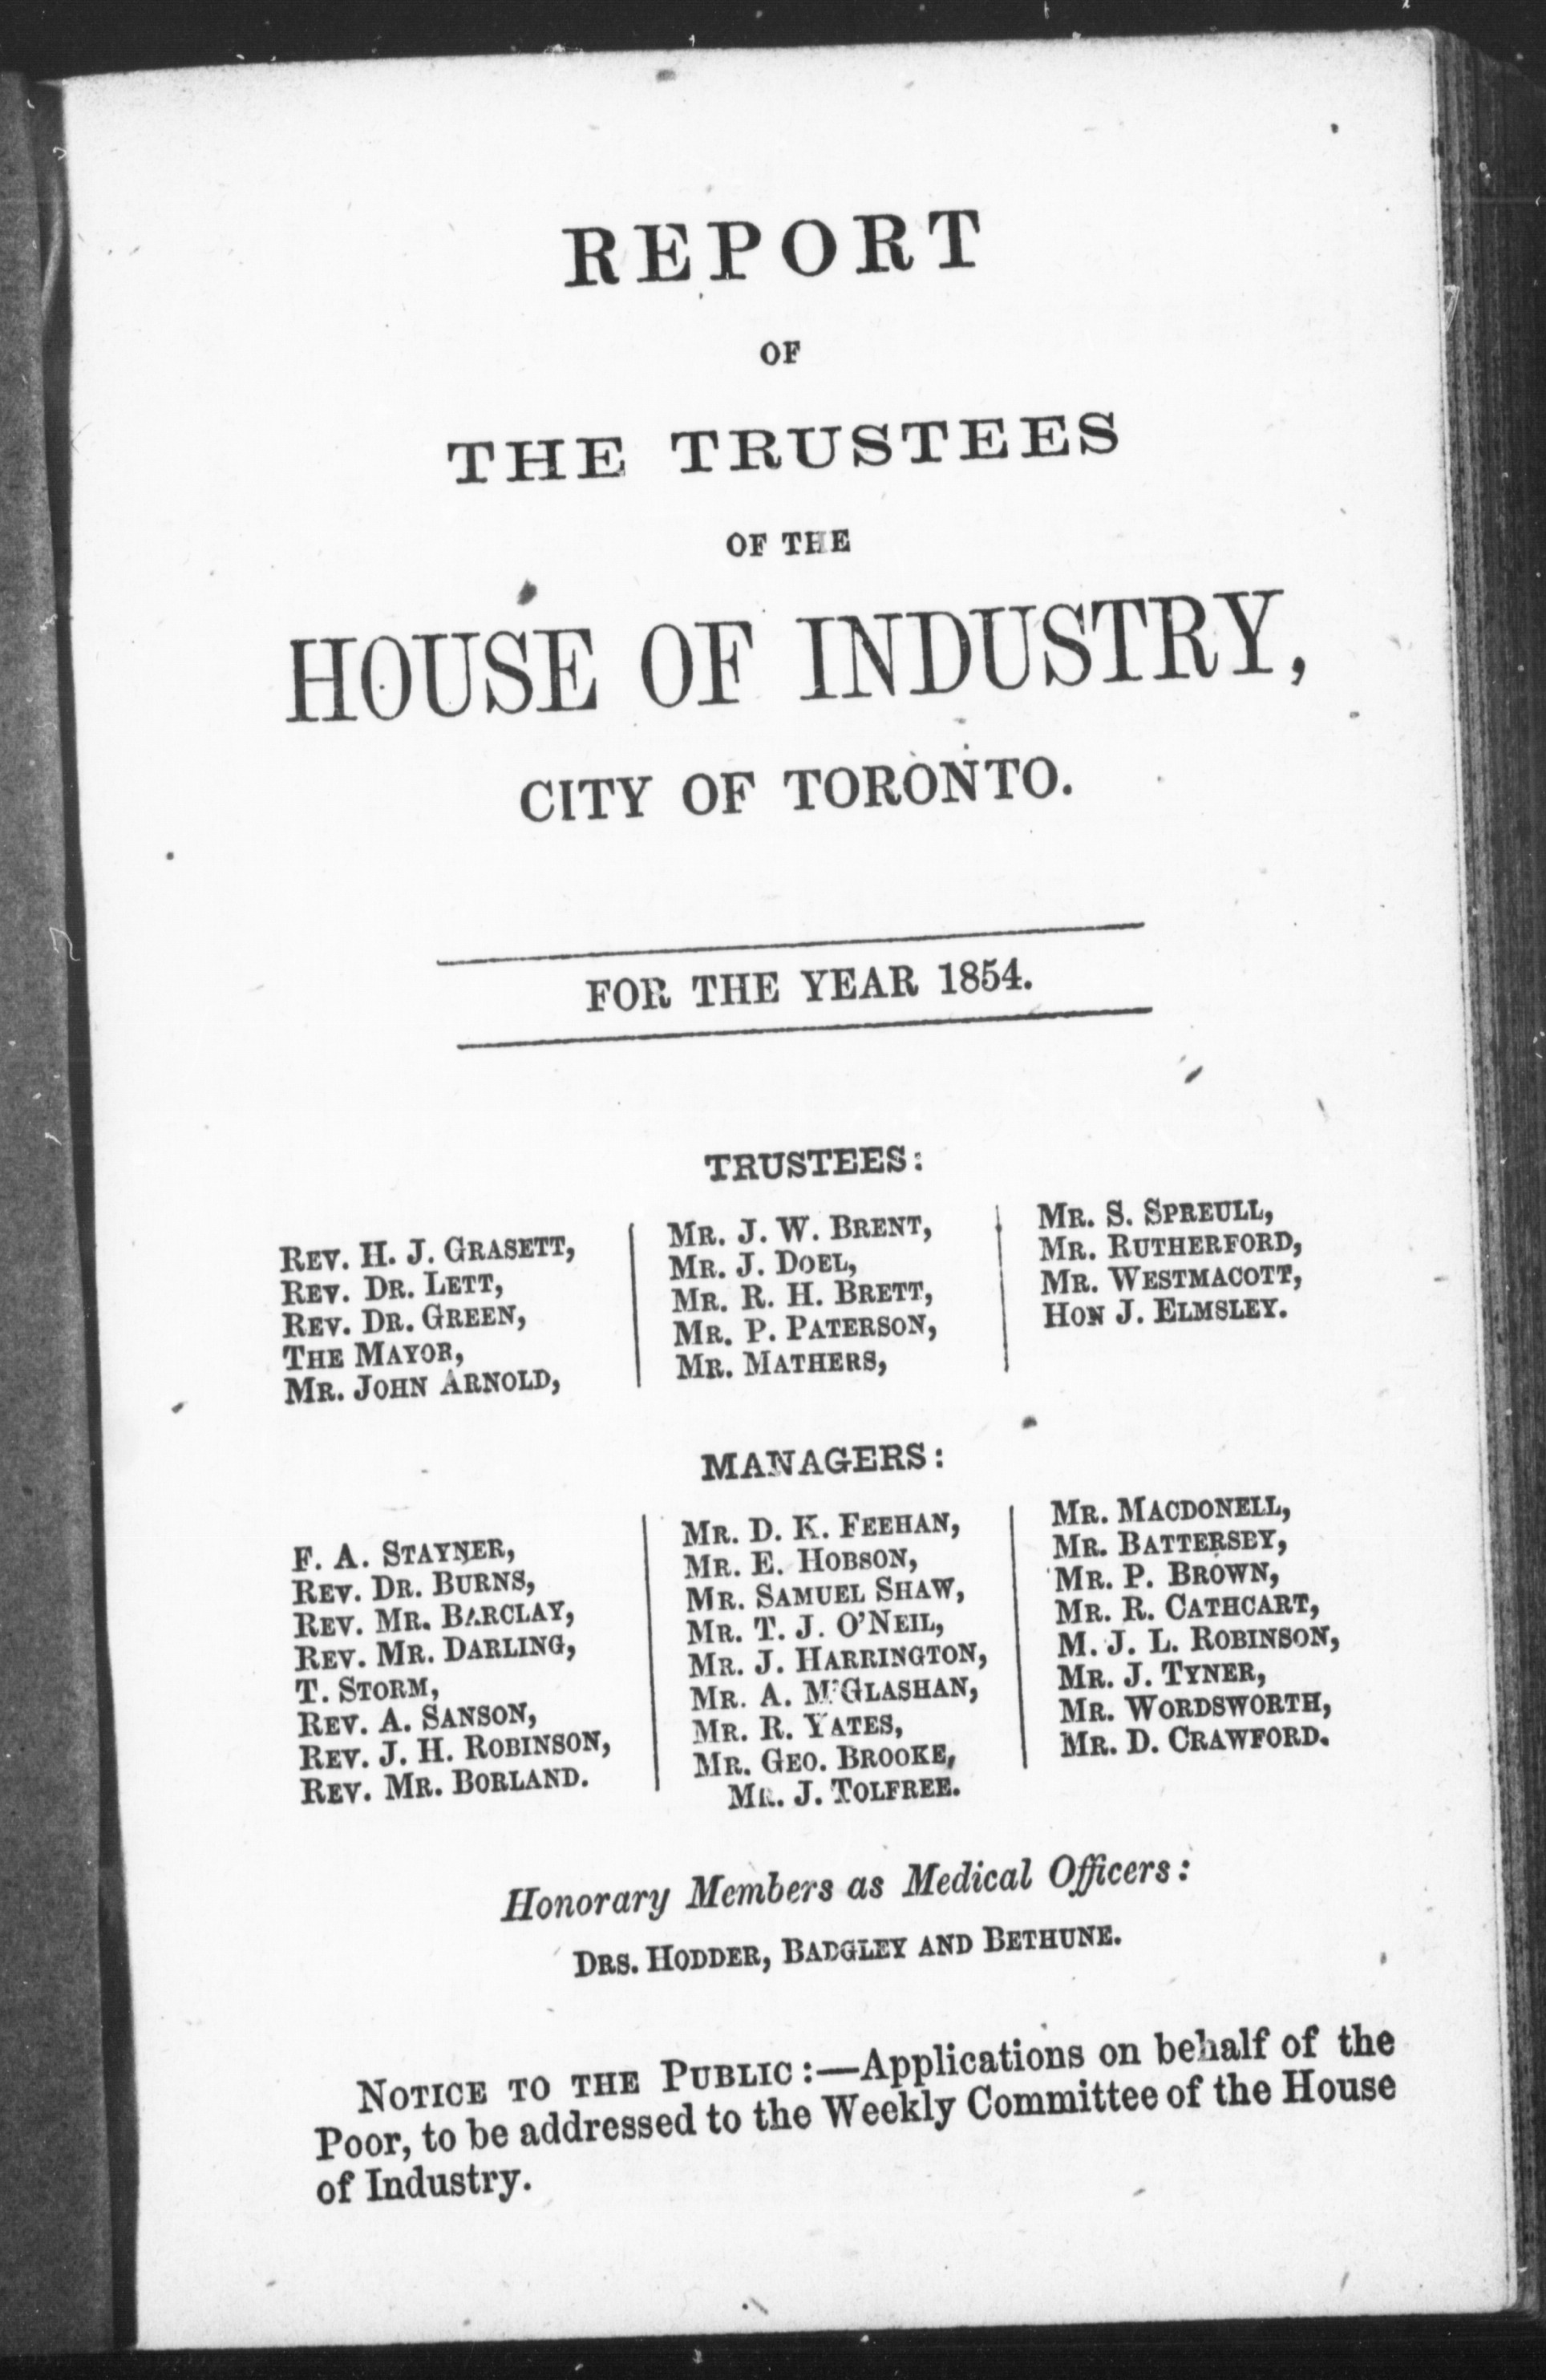 REPORT
OF
THE TRUSTEES
OF THE
HOUSE OF INDUSTRY,
CITY OF TORONTO.
FOR THE YEAR 1854.
TRUSTEES:
REV. H. J. GRASETT,
REV. DR. LETT,
REV. DR. GREEN,
THE MAYOR,
MR. JOHN ARNOLD,
MR. J. W. BRENT,
MR. J. DOEL,
MR. R. H. BRETT,
MR. P. PATERSON,
MR. MATHERS,
MR. S. SPREULL,
MR. RUTHERFORD,
MR. WESTMACOTT,
HON J. ELMSLEY.
MANAGERS:
F. A. STAYNER,
REV. DR. BURNS,
REV. MR. BARCLAY,
REV. MR. DARLING,
T. STORM,
REV. A. SANSON,
REV. J. H. ROBINSON,
REV. MR. BORLAND.
MR. D. K. FEEHAN,
MR. E. HOBSON,
MR. SAMUEL SHAW,
MR. T. J. O'NEIL,
MR. J. HARRINGTON,
MR. A. M'GLASHAN,
MR. R. YATES,
MR. GEO. BROOKE,
MR. J. TOLFREE.
MR. MACDONELL,
MR. BATTERSBY,
MR. P. BROWN,
MR. R. CATHCART,
M. J. L. ROBINSON,
MR. J. TYNER,
MR. WORDSWORTH,
MR. D. CRAWFORD.
Honorary Members as Medical Officers:
DRS. HODDER, BADGLEY AND BETHUNE.
NOTICE TO THE PUBLIC:—Applications on behalf of the
Poor, to be addressed to the Weekly Committee of the House
of Industry.